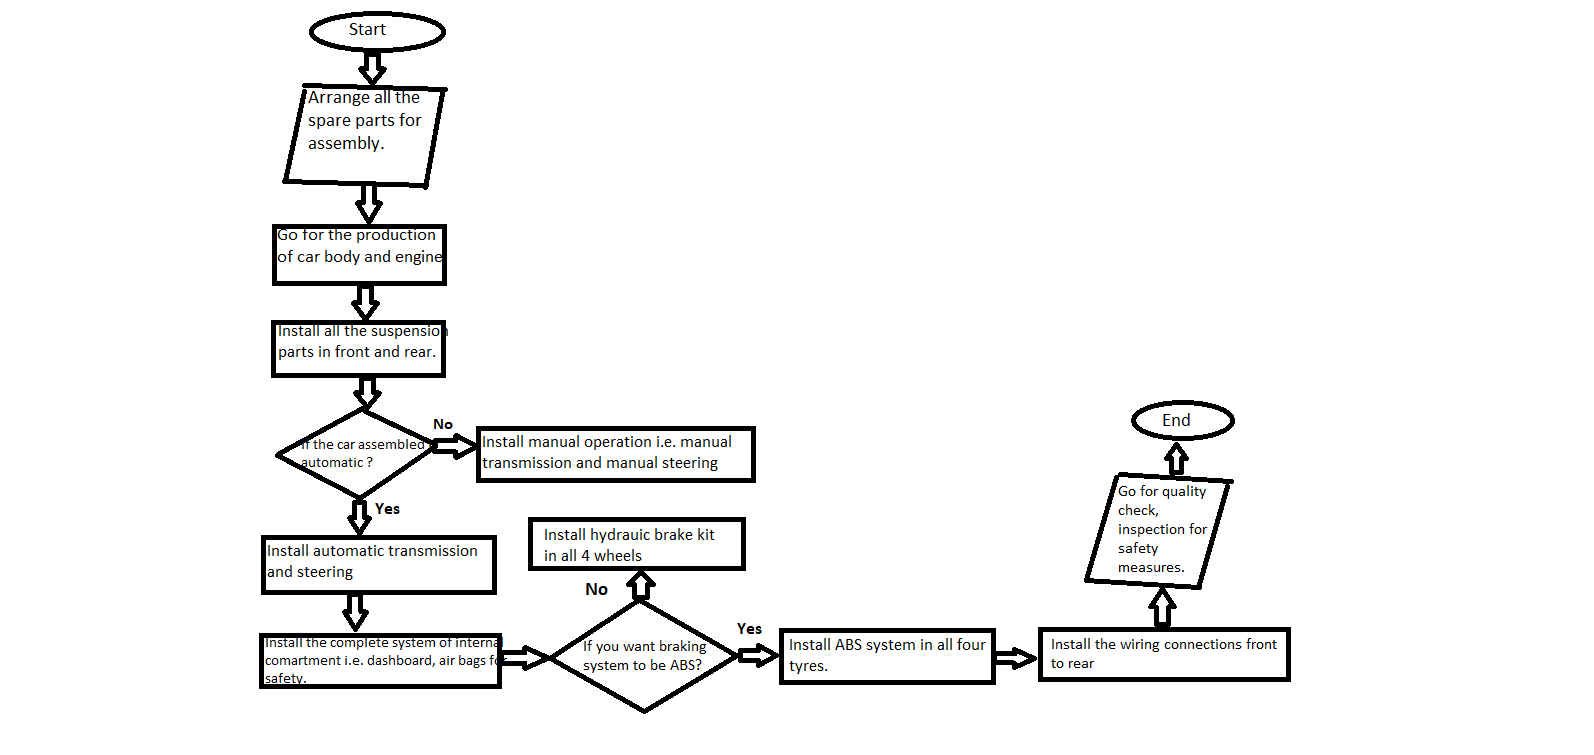 Start
Arrange all the
spare parts for
assembly.
Go for the production
of car body and engine
Install all the suspension
parts in front and rear.
If the car assembled
automatic ?
No
Install manual operation i.e. manual
transmission and manual steering
Yes
Install automatic transmission
and steering
Install the complete system of internal
comartment i.e. dashboard, air bags for
safety.
If you want braking
system to be ABS?
No
Install hydrauic brake kit
in all 4 wheels
Yes
Install ABS system in all four
tyres.
Install the wiring connections front
to rear
Go for quality
check,
inspection for
safety
measures.
End